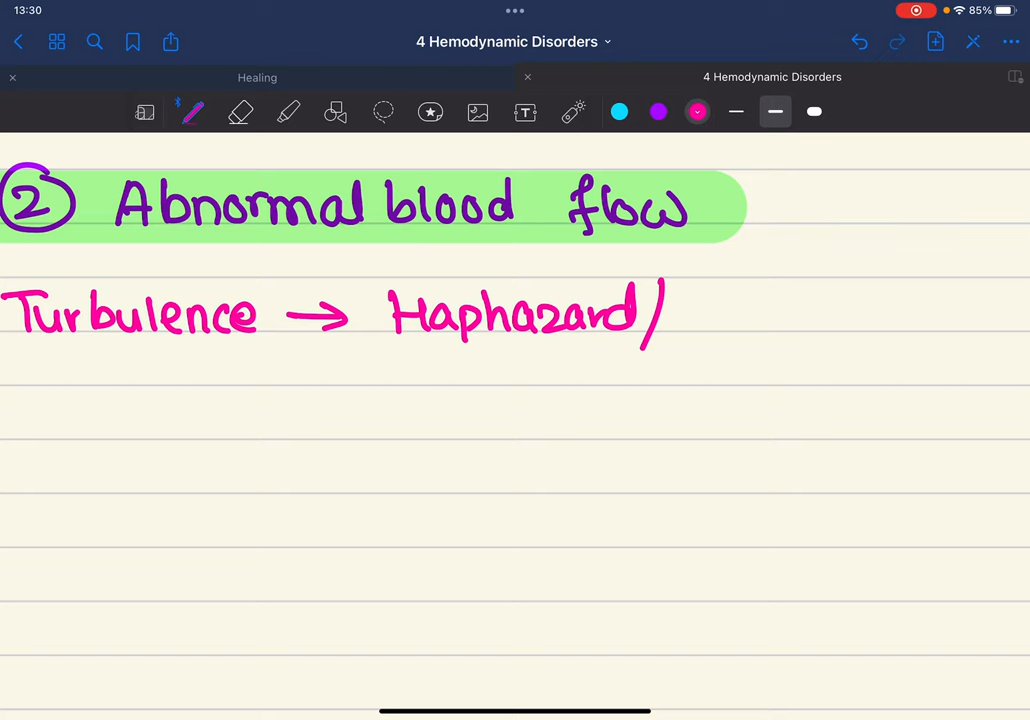 13:30
85%
4 Hemodynamic Disorders
Healing
4 Hemodynamic Disorders
2 Abnormal blood flow
Turbulence → Haphazard/